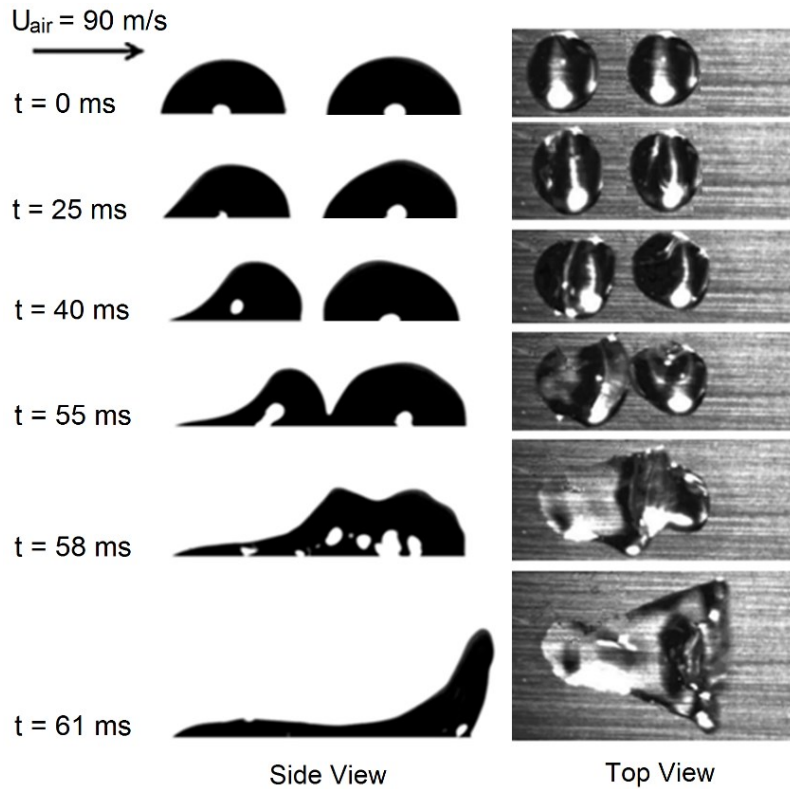 Uair = 90 m/s
t = 0 ms
t = 25 ms
t = 40 ms
t = 55 ms
t = 58 ms
t = 61 ms
Side View
Top View